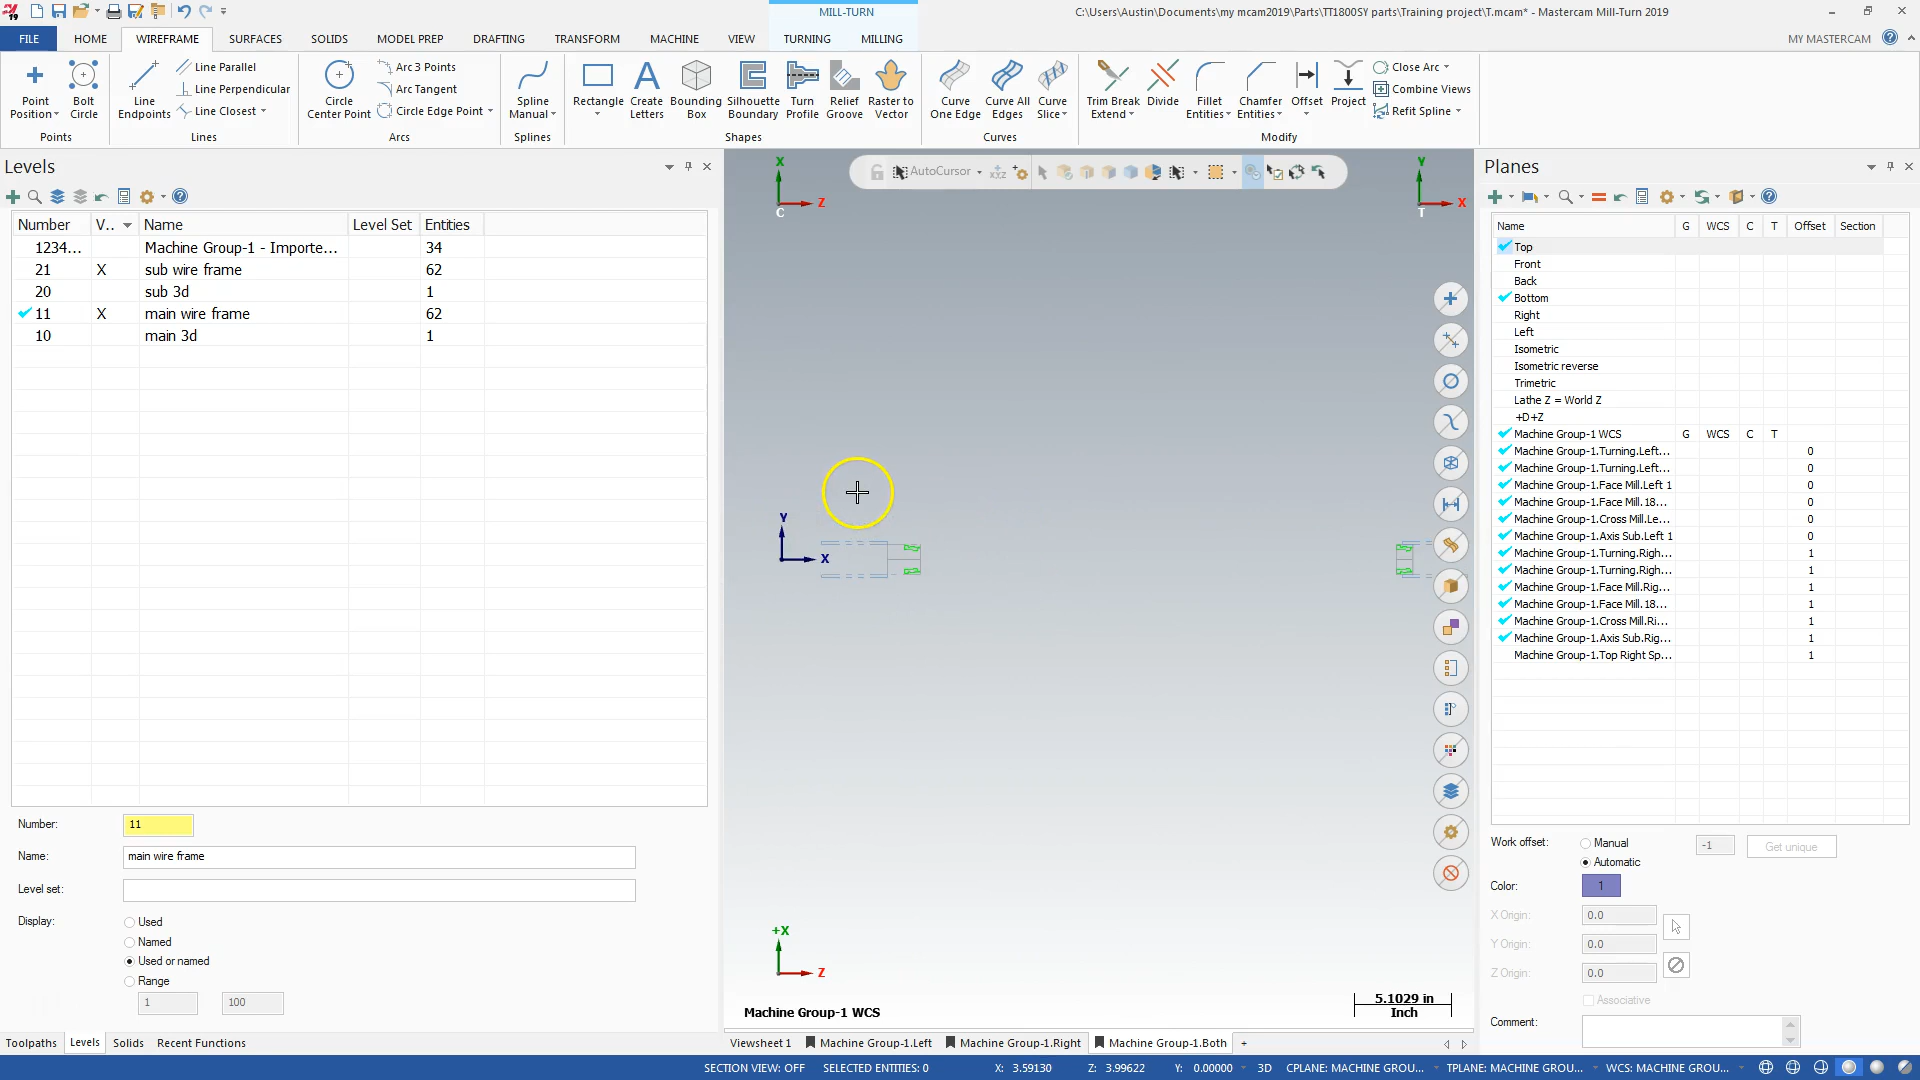 19
MILL-TURN
C:\Users\Austin\Documents\my mcam2019\Parts\TT1800SY parts\Training project\T.mcam* - Mastercam Mill-Turn 2019
FILE HOME WIREFRAME SURFACES SOLIDS MODEL PREP DRAFTING TRANSFORM MACHINE VIEW TURNING MILLING MY MASTERCAM
Point Position
Bolt Circle
Points
Line Endpoints
Line Parallel
Line Perpendicular
Line Closest
Lines
Circle Center Point
Arc 3 Points
Arc Tangent
Circle Edge Point
Arcs
Spline Manual
Splines
Rectangle
Create Letters
Bounding Box
Silhouette Boundary
Turn Profile
Relief Groove
Raster to Vector
Shapes
Curve One Edge
Curve All Edges
Curve Slice
Curves
Trim Break Extend
Divide
Fillet Entities
Chamfer Entities
Offset
Project
Close Arc
Combine Views
Refit Spline
Modify
Levels
Number V.. Name Level Set Entities
1234... Machine Group-1 - Importe... 34
21 X sub wire frame 62
20 sub 3d 1
11 X main wire frame 62
10 main 3d 1
Number: 11
Name: main wire frame
Level set:
Display: Used
Named
Used or named
Range
1 100
Toolpaths Levels Solids Recent Functions
AutoCursor
X
Z
C
Y
X
T
Y
X
+X
Z
Machine Group-1 WCS
5.1029 in
Inch
Viewsheet 1 Machine Group-1.Left Machine Group-1.Right Machine Group-1.Both +
Planes
Name G WCS C T Offset Section
Top
Front
Back
Bottom
Right
Left
Isometric
Isometric reverse
Trimetric
Lathe Z = World Z
+D+Z
Machine Group-1 WCS G WCS C T
Machine Group-1.Turning.Left... 0
Machine Group-1.Turning.Left... 0
Machine Group-1.Face Mill.Left 1 0
Machine Group-1.Face Mill. 18... 0
Machine Group-1.Cross Mill.Le... 0
Machine Group-1.Axis Sub.Left 1 0
Machine Group-1.Turning.Righ... 1
Machine Group-1.Turning.Righ... 1
Machine Group-1.Face Mill.Rig... 1
Machine Group-1.Face Mill. 18... 1
Machine Group-1.Cross Mill.Ri... 1
Machine Group-1.Axis Sub.Rig... 1
Machine Group-1.Top Right Sp... 1
Work offset: Manual -1 Get unique
Automatic
Color: 1
X Origin: 0.0
Y Origin: 0.0
Z Origin: 0.0
Associative
Comment:
SECTION VIEW: OFF SELECTED ENTITIES: 0 X: 3.59130 Z: 3.99622 Y: 0.00000 3D CPLANE: MACHINE GROU... TPLANE: MACHINE GROU... WCS: MACHINE GROU...